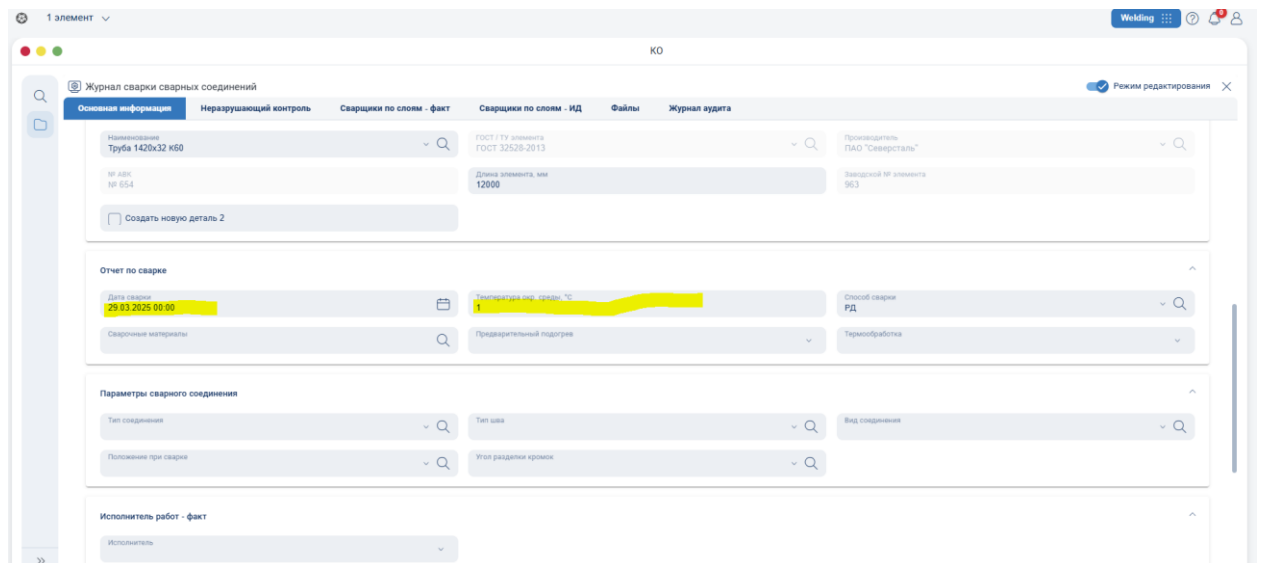 1 элемент
Welding
8
КО
Журнал сварки сварных соединений
Режим редактирования
Основная информация
Неразрушающий контроль
Сварщики по слоям - факт
Сварщики по слоям - ИД
Файлы
Журнал аудита
Наименование
Труба 1420х32 К60
ГОСТ / ТУ элемента
ГОСТ 32528-2013
Производитель
ПАО "Северсталь"
№ АВК
№ 654
Длина элемента, мм
12000
Заводской № элемента
963
Создать новую деталь 2
Отчет по сварке
Дата сварки
29.03.2025 00:00
Температура окр. среды, °С
1
Способ сварки
РД
Сварочные материалы
Предварительный подогрев
Термообработка
Параметры сварного соединения
Тип соединения
Тип шва
Вид соединения
Положение при сварке
Угол разделки кромок
Исполнитель работ - факт
Исполнитель